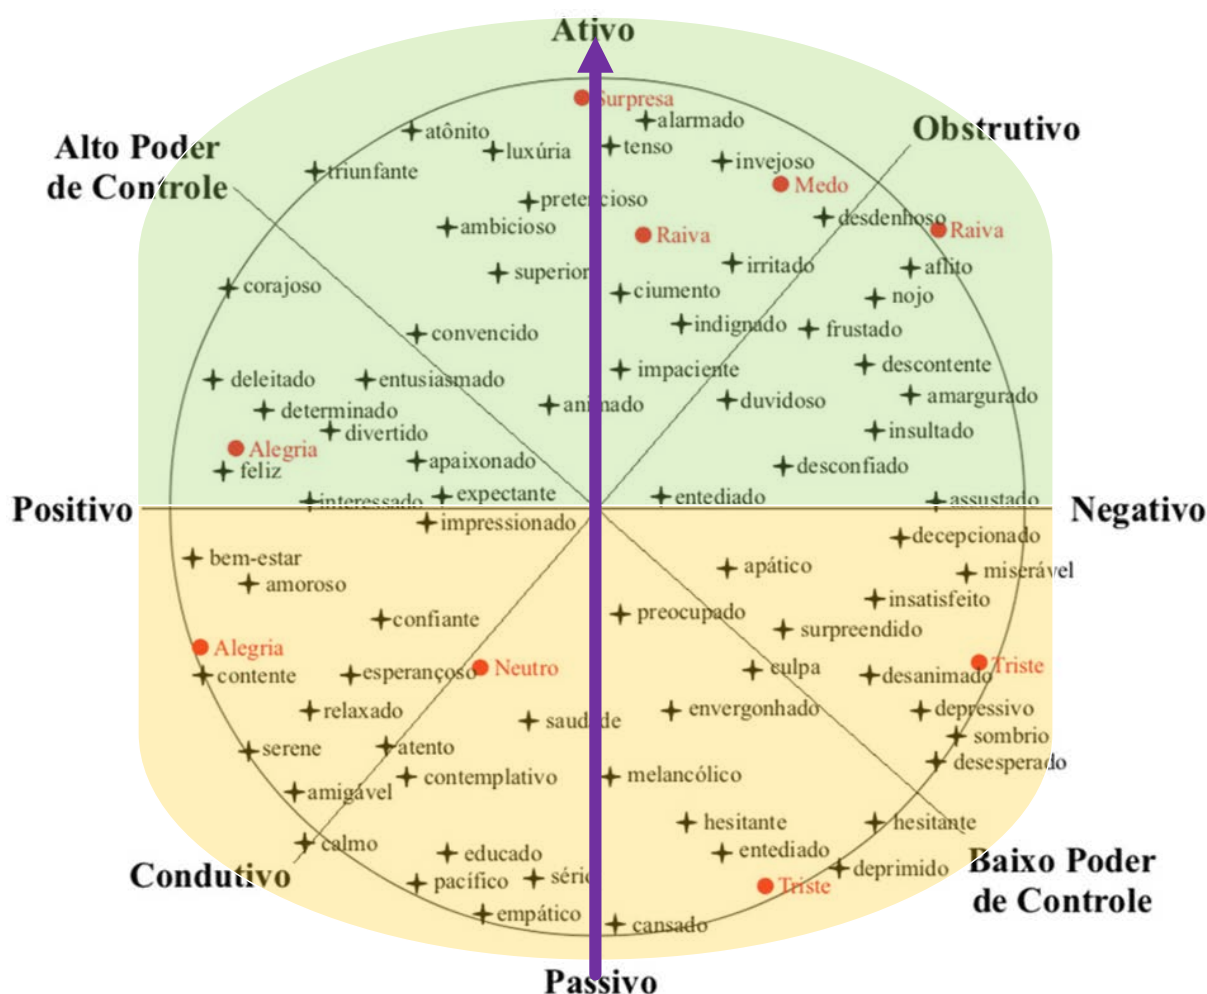 Ativo
Surpresa
alarmado
Obstrutivo
atônito
Alto Poder
de Controle
luxúria
tenso
invejoso
triunfante
Medo
pretencioso
desdenhoso
ambicioso
Raiva
Raiva
superior
irritado
aflito
corajoso
ciumento
nojo
convencido
indignado
frustado
impaciente
descontente
deleitado
entusiasmado
animado
duvidoso
amargurado
determinado
divertido
insultado
Alegria
feliz
apaixonado
desconfiado
interessado
expectante
entediado
assustado
Positivo
Negativo
impressionado
decepcionado
bem-estar
apático
miserável
amoroso
insatisfeito
confiante
preocupado
surpreendido
Alegria
Neutro
culpa
Triste
contente
esperançoso
desanimado
relaxado
saudade
envergonhado
depressivo
serene
atento
sombrio
desesperado
contemplativo
melancólico
amigável
hesitante
hesitante
calmo
educado
entediado
Baixo Poder
de Controle
Condutivo
pacífico
sério
Triste
deprimido
empático
cansado
Passivo